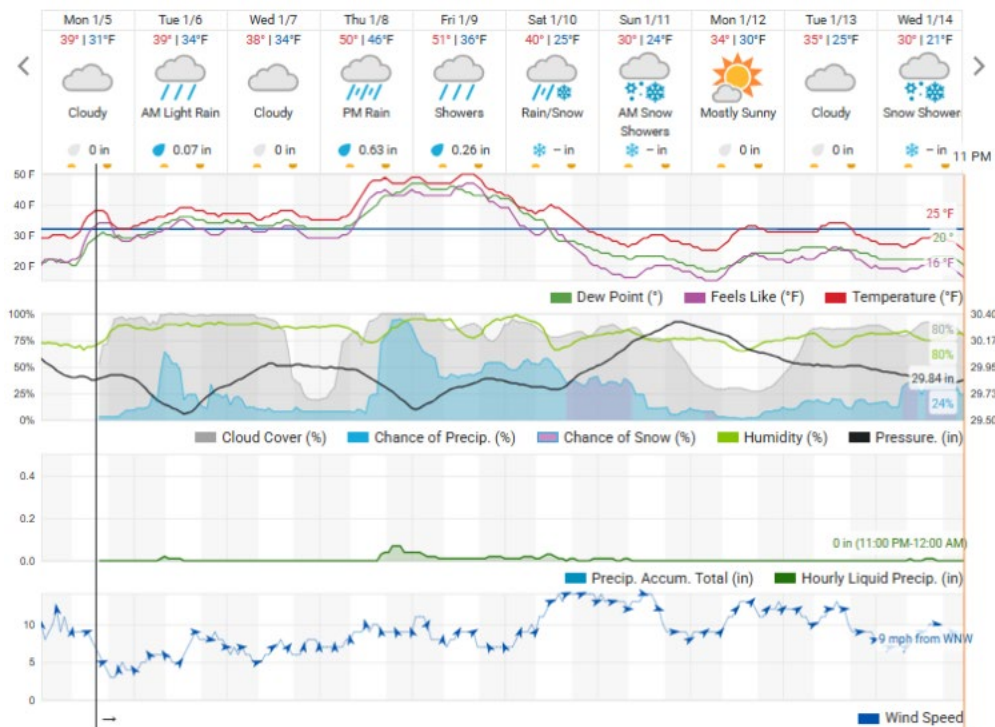 Mon 1/5 Tue 1/6 Wed 1/7 Thu 1/8 Fri 1/9 Sat 1/10 Sun 1/11 Mon 1/12 Tue 1/13 Wed 1/14
39° | 31°F 39° | 34°F 38° | 34°F 50° | 46°F 51° | 36°F 40° | 25°F 30° | 24°F 34° | 30°F 35° | 25°F 30° | 21°F
Cloudy AM Light Rain Cloudy PM Rain Showers Rain/Snow AM Snow Showers Mostly Sunny Cloudy Snow Shower
0 in 0.07 in 0 in 0.63 in 0.26 in – in – in 0 in 0 in – in
11 PM
50 F
40 F
30 F
20 F
25 °F
20 °
16 °F
Dew Point (°) Feels Like (°F) Temperature (°F)
100% 30.40
75% 30.17
50% 29.95
25% 29.73
0% 29.50
80%
80%
29.84 in
24%
Cloud Cover (%) Chance of Precip. (%) Chance of Snow (%) Humidity (%) Pressure. (in)
0.4
0.2
0.0
0 in (11:00 PM-12:00 AM)
Precip. Accum. Total (in) Hourly Liquid Precip. (in)
10
5
0
9 mph from WNW
→
Wind Speed